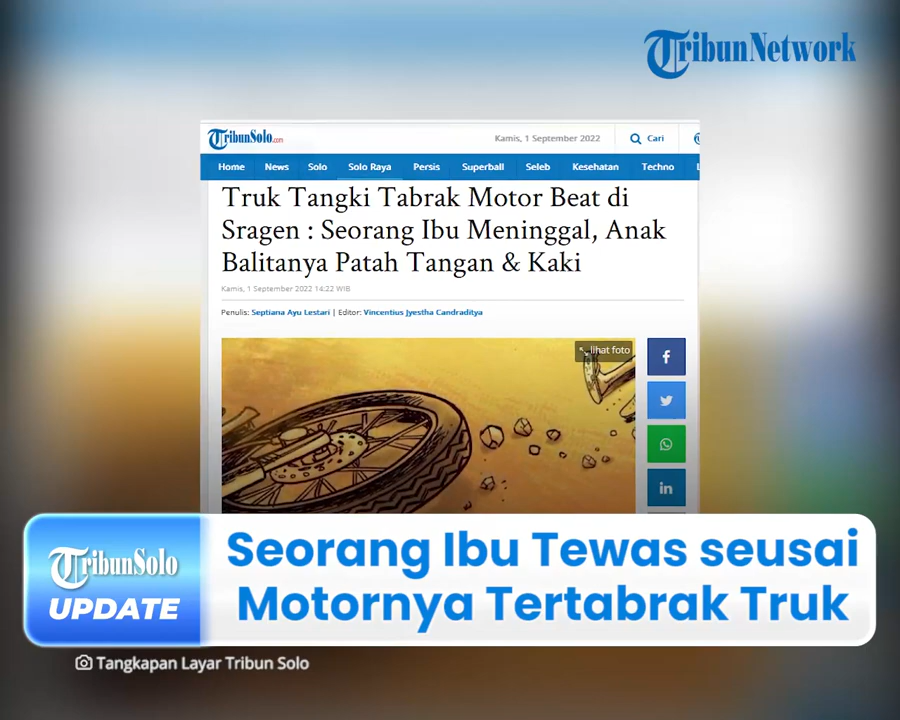 TribunNetwork
TribunSolo.com
Kamis, 1 September 2022
Cari
Home News Solo Solo Raya Persis Superball Seleb Kesehatan Techno
Truk Tangki Tabrak Motor Beat di
Sragen : Seorang Ibu Meninggal, Anak
Balitanya Patah Tangan & Kaki
Kamis, 1 September 2022 14:22 WIB
Penulis: Septiana Ayu Lestari | Editor: Vincentius Jyestha Candraditya
lihat foto
TribunSolo
UPDATE
Seorang Ibu Tewas seusai
Motornya Tertabrak Truk
Tangkapan Layar Tribun Solo